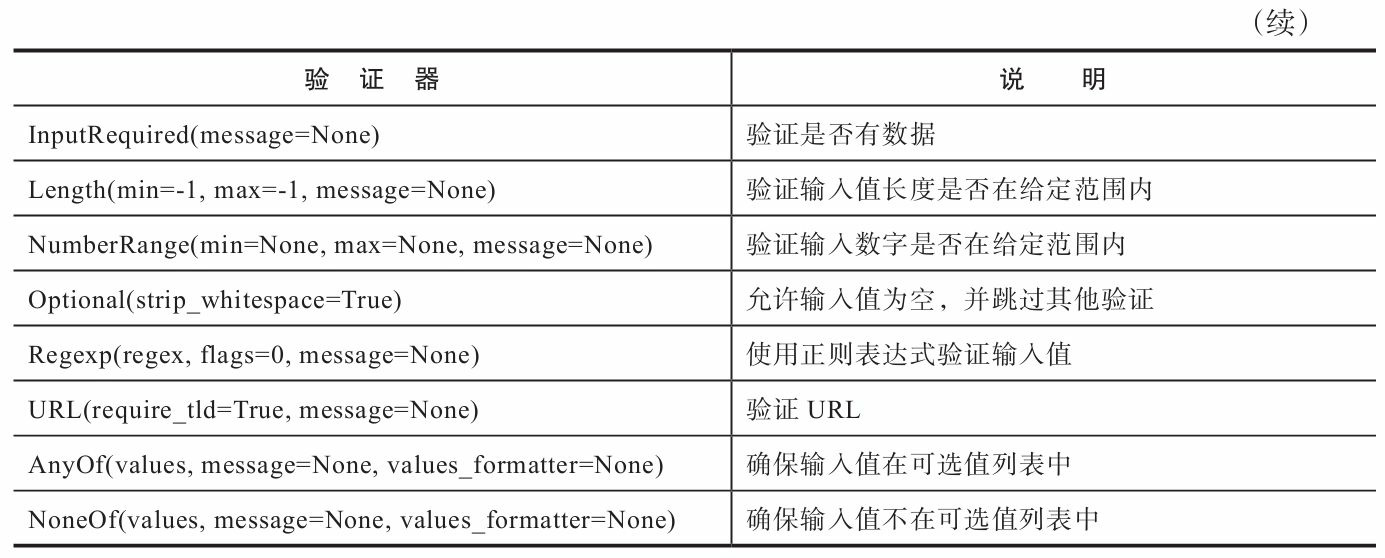 （续）
验 证 器 说 明
InputRequired(message=None) 验证是否有数据
Length(min=-1, max=-1, message=None) 验证输入值长度是否在给定范围内
NumberRange(min=None, max=None, message=None) 验证输入数字是否在给定范围内
Optional(strip_whitespace=True) 允许输入值为空，并跳过其他验证
Regexp(regex, flags=0, message=None) 使用正则表达式验证输入值
URL(require_tld=True, message=None) 验证 URL
AnyOf(values, message=None, values_formatter=None) 确保输入值在可选值列表中
NoneOf(values, message=None, values_formatter=None) 确保输入值不在可选值列表中